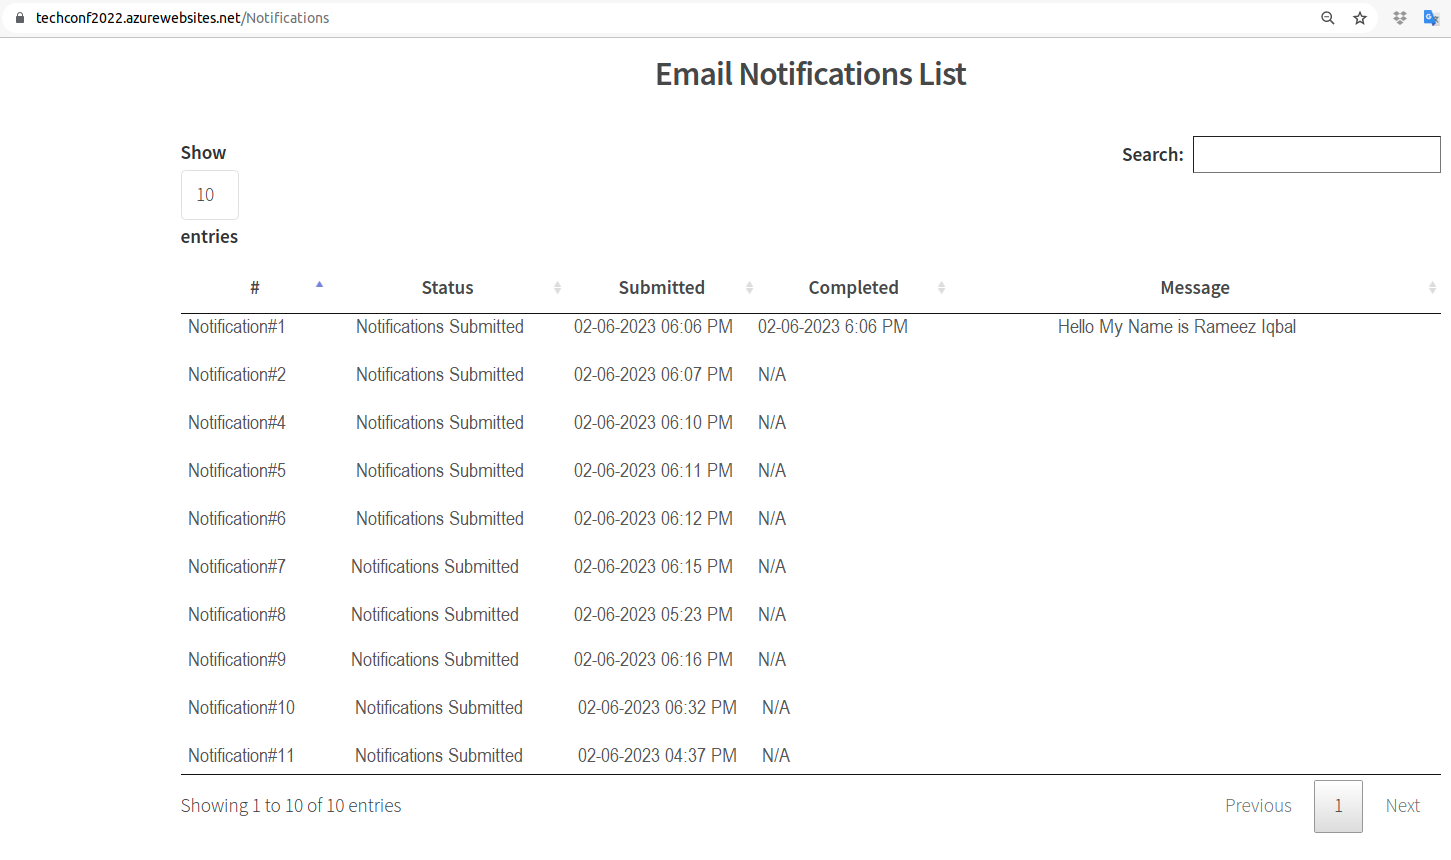 techconf2022.azurewebsites.net/Notifications
Email Notifications List
Show
Search:
10
entries
# Status Submitted Completed Message
Notification#1 Notifications Submitted 02-06-2023 06:06 PM 02-06-2023 6:06 PM Hello My Name is Rameez Iqbal
Notification#2 Notifications Submitted 02-06-2023 06:07 PM N/A
Notification#4 Notifications Submitted 02-06-2023 06:10 PM N/A
Notification#5 Notifications Submitted 02-06-2023 06:11 PM N/A
Notification#6 Notifications Submitted 02-06-2023 06:12 PM N/A
Notification#7 Notifications Submitted 02-06-2023 06:15 PM N/A
Notification#8 Notifications Submitted 02-06-2023 05:23 PM N/A
Notification#9 Notifications Submitted 02-06-2023 06:16 PM N/A
Notification#10 Notifications Submitted 02-06-2023 06:32 PM N/A
Notification#11 Notifications Submitted 02-06-2023 04:37 PM N/A
Showing 1 to 10 of 10 entries Previous 1 Next